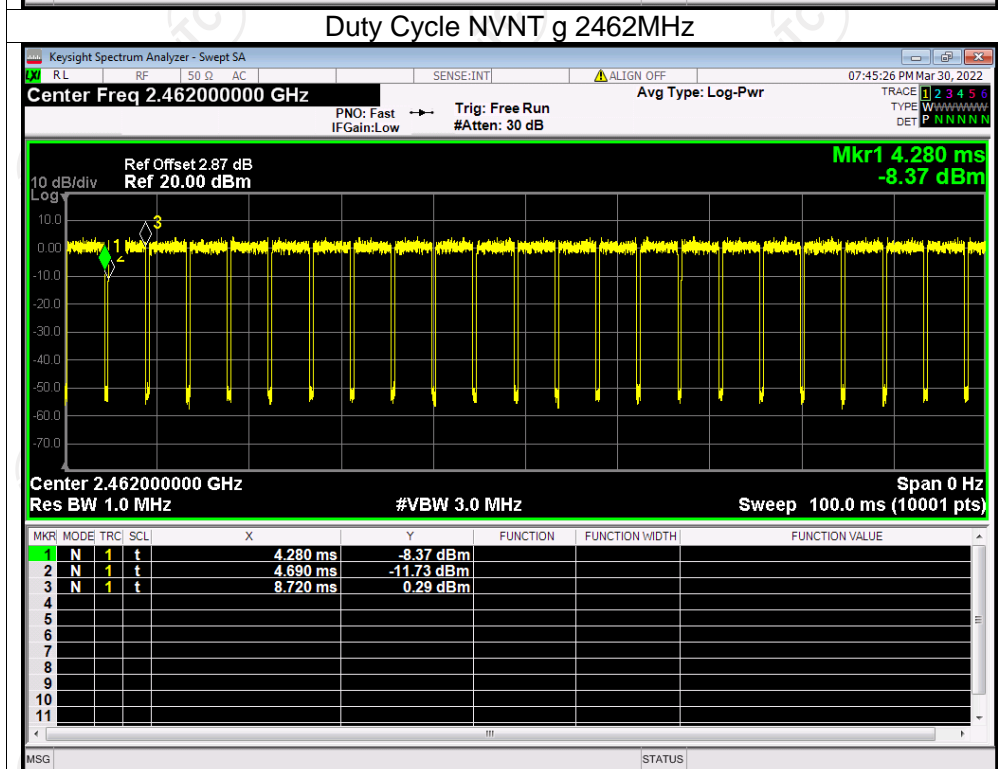 Duty Cycle NVNT g 2462MHz
Keysight Spectrum Analyzer - Swept SA
LXI RL RF 50 Ω AC SENSE:INT ALIGN OFF 07:45:26 PM Mar 30, 2022
Center Freq 2.462000000 GHz Avg Type: Log-Pwr TRACE 1 2 3 4 5 6
PNO: Fast Trig: Free Run TYPE WWWWWW
IFGain:Low #Atten: 30 dB DET P N N N N N
Mkr1 4.280 ms
Ref Offset 2.87 dB
10 dB/div Ref 20.00 dBm -8.37 dBm
Log
10.0
3
0.00
1
2
-10.0
-20.0
-30.0
-40.0
-50.0
-60.0
-70.0
Center 2.462000000 GHz Span 0 Hz
Res BW 1.0 MHz #VBW 3.0 MHz Sweep 100.0 ms (10001 pts)
MKR MODE TRC SCL X Y FUNCTION FUNCTION WIDTH FUNCTION VALUE
1 N 1 t 4.280 ms -8.37 dBm
2 N 1 t 4.690 ms -11.73 dBm
3 N 1 t 8.720 ms 0.29 dBm
4
5
6
7
8
9
10
11
MSG STATUS